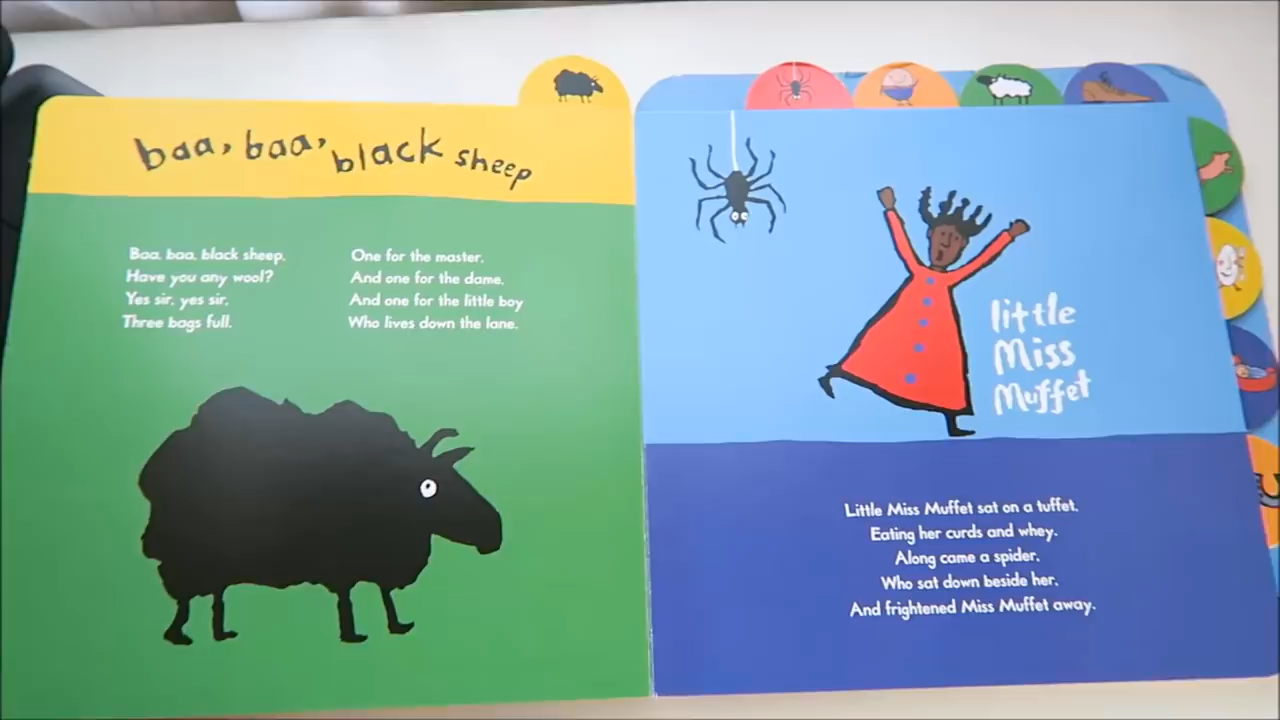 baa, baa, black sheep
Baa, baa, black sheep,
Have you any wool?
Yes sir, yes sir,
Three bags full.
One for the master,
And one for the dame,
And one for the little boy
Who lives down the lane.
little
Miss
Muffet
Little Miss Muffet sat on a tuffet,
Eating her curds and whey.
Along came a spider,
Who sat down beside her,
And frightened Miss Muffet away.